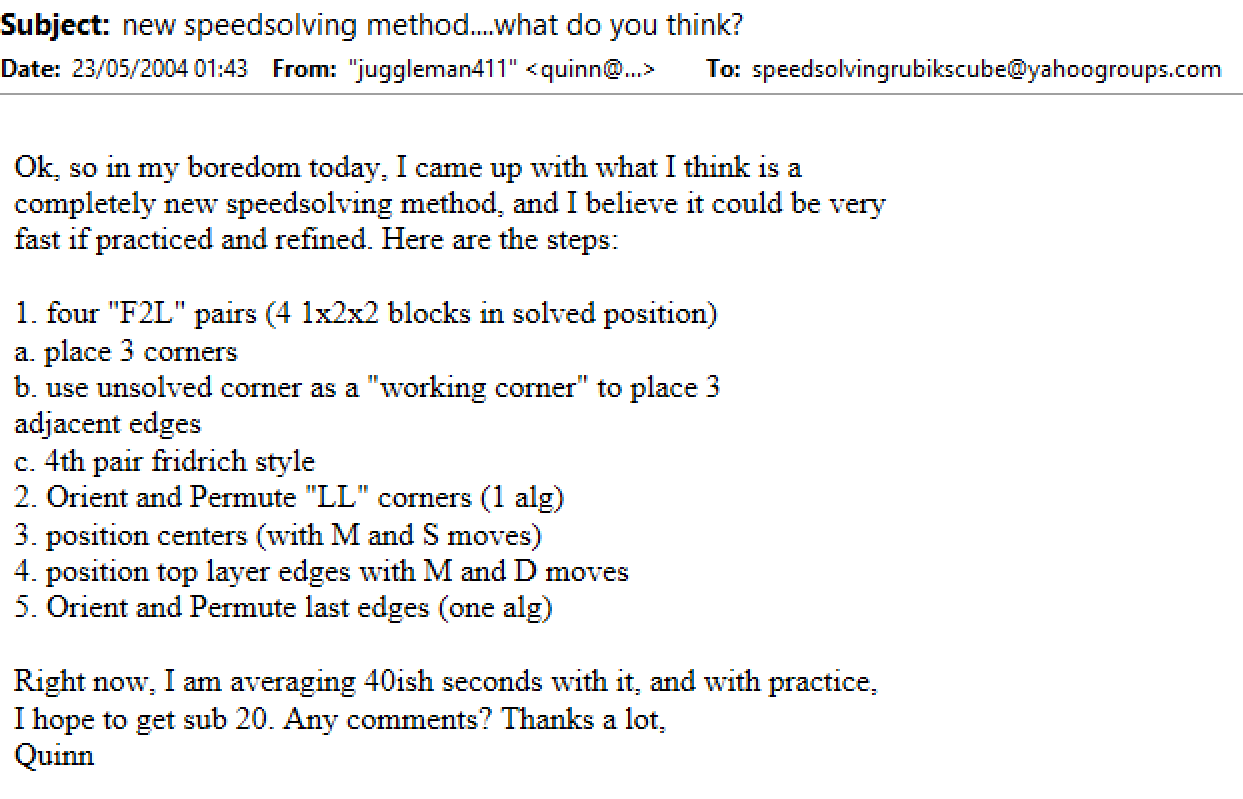 Subject: new speedsolving method....what do you think?
Date: 23/05/2004 01:43 From: "juggleman411" <quinn@...> To: speedsolvingrubikscube@yahoogroups.com
Ok, so in my boredom today, I came up with what I think is a
completely new speedsolving method, and I believe it could be very
fast if practiced and refined. Here are the steps:
1. four "F2L" pairs (4 1x2x2 blocks in solved position)
a. place 3 corners
b. use unsolved corner as a "working corner" to place 3
adjacent edges
c. 4th pair fridrich style
2. Orient and Permute "LL" corners (1 alg)
3. position centers (with M and S moves)
4. position top layer edges with M and D moves
5. Orient and Permute last edges (one alg)
Right now, I am averaging 40ish seconds with it, and with practice,
I hope to get sub 20. Any comments? Thanks a lot,
Quinn